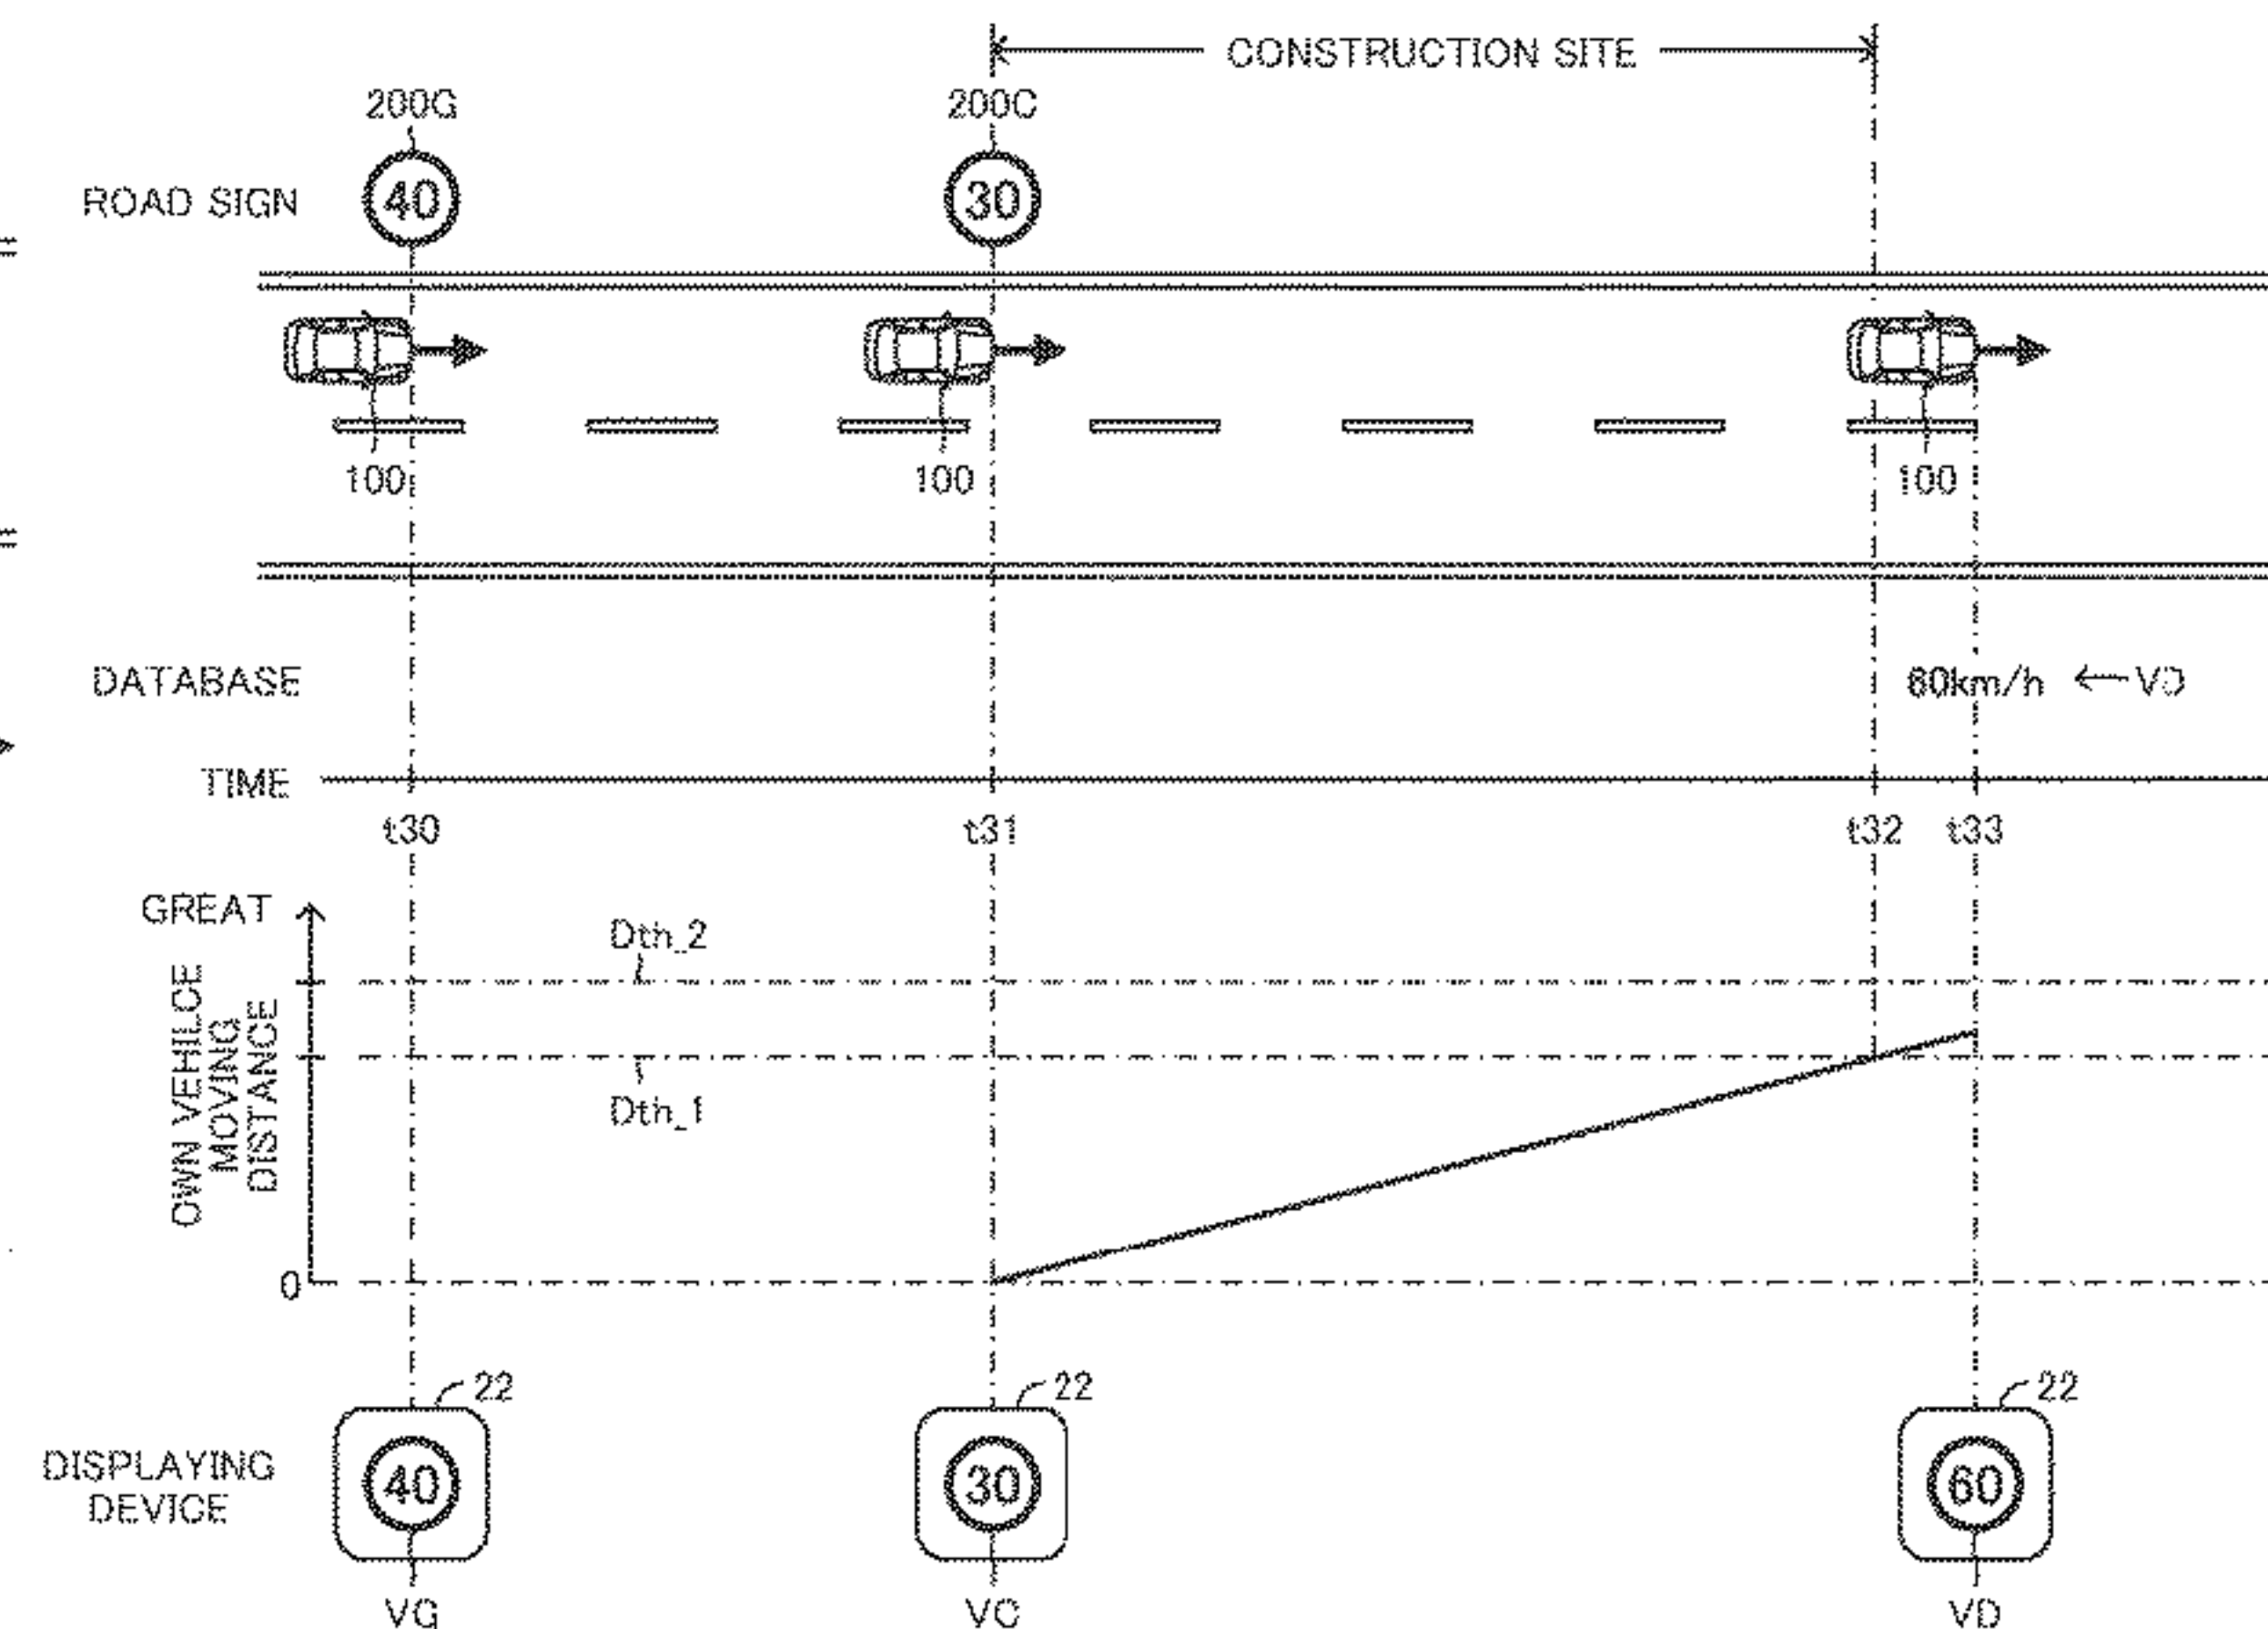 CONSTRUCTION SITE
200G
200C
ROAD SIGN
40
30
100
100
100
DATABASE
60km/h ← VD
TIME
t30
t31
t32
t33
GREAT
Dth_2
OWN VEHILCE
MOVING
DISTANCE
Dth_1
0
22
22
22
DISPLAYING
DEVICE
40
30
60
VG
VC
VD